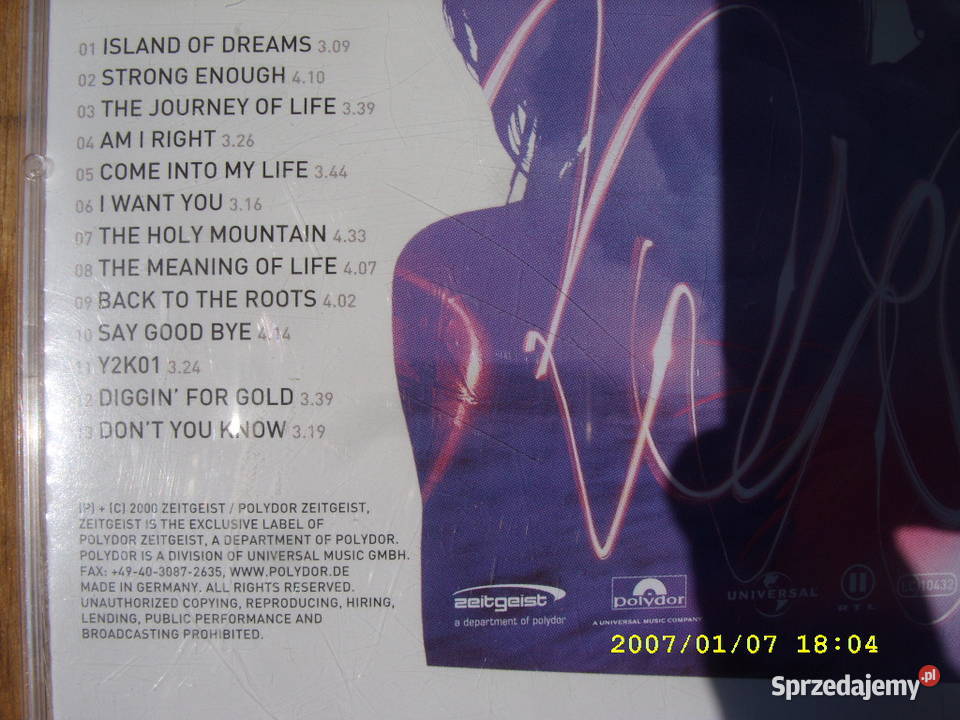 01 ISLAND OF DREAMS 3.09
02 STRONG ENOUGH 4.10
03 THE JOURNEY OF LIFE 3.39
04 AM I RIGHT 3.26
05 COME INTO MY LIFE 3.44
06 I WANT YOU 3.16
07 THE HOLY MOUNTAIN 4.33
08 THE MEANING OF LIFE 4.07
09 BACK TO THE ROOTS 4.02
10 SAY GOOD BYE 4.14
11 Y2K01 3.24
12 DIGGIN' FOR GOLD 3.39
13 DON'T YOU KNOW 3.19
(P) + (C) 2000 ZEITGEIST / POLYDOR ZEITGEIST,
ZEITGEIST IS THE EXCLUSIVE LABEL OF
POLYDOR ZEITGEIST, A DEPARTMENT OF POLYDOR.
POLYDOR IS A DIVISION OF UNIVERSAL MUSIC GMBH.
FAX: +49-40-3087-2635, WWW.POLYDOR.DE
MADE IN GERMANY. ALL RIGHTS RESERVED.
UNAUTHORIZED COPYING, REPRODUCING, HIRING,
LENDING, PUBLIC PERFORMANCE AND
BROADCASTING PROHIBITED.
zeitgeist
a department of polydor
polydor
A UNIVERSAL MUSIC COMPANY
UNIVERSAL
RTL
LC 10432
2007/01/07 18:04
Sprzedajemy.pl